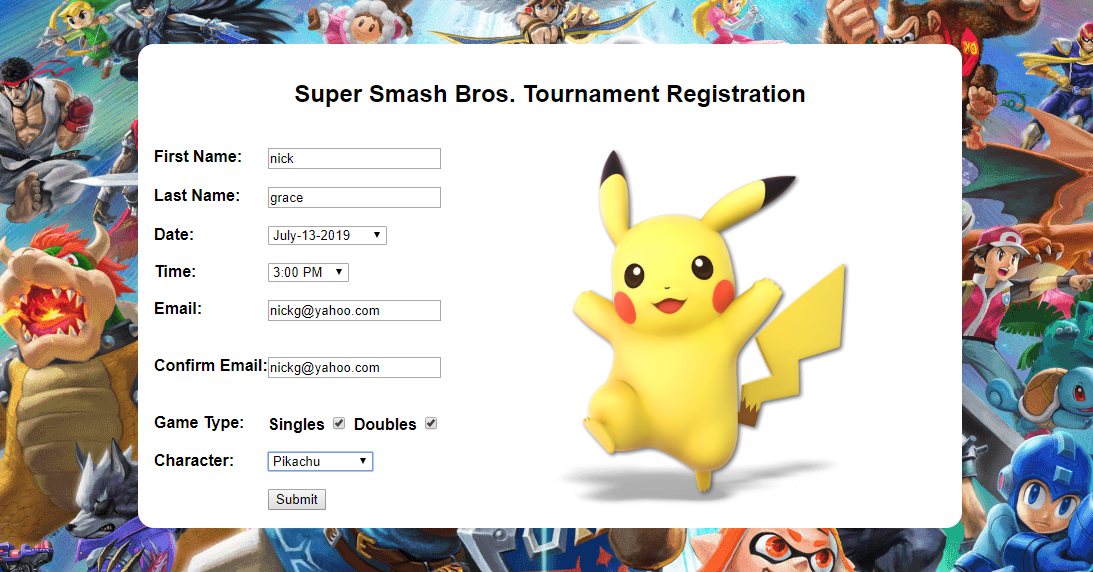 Super Smash Bros. Tournament Registration
First Name: nick
Last Name: grace
Date: July-13-2019
Time: 3:00 PM
Email: nickg@yahoo.com
Confirm Email: nickg@yahoo.com
Game Type: Singles Doubles
Character: Pikachu
Submit